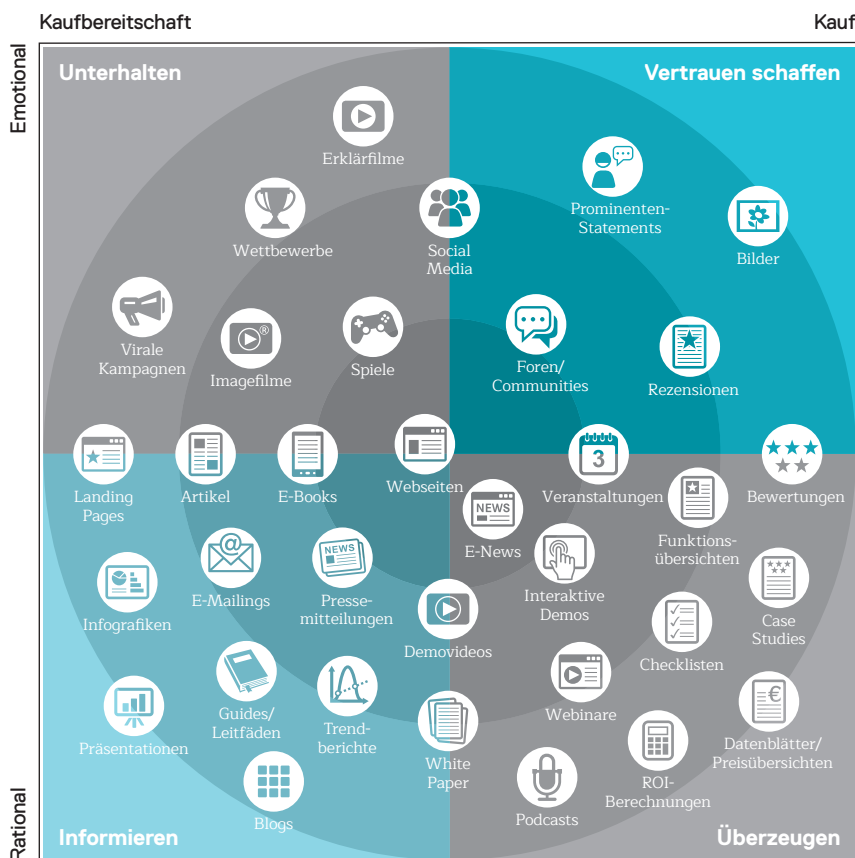 Kaufbereitschaft
Kauf
Emotional
Unterhalten
Vertrauen schaffen
Erklärfilme
Prominenten-
Statements
Wettbewerbe
Social
Media
Bilder
Virale
Kampagnen
®
Imagefilme
Spiele
Foren/
Communities
Rezensionen
Landing
Pages
Artikel
E-Books
Webseiten
3
Veranstaltungen
Bewertungen
NEWS
E-News
Funktions-
übersichten
@
E-Mailings
NEWS
Presse-
mitteilungen
Interaktive
Demos
Infografiken
Case
Studies
Demovideos
Checklisten
Guides/
Leitfäden
Trend-
berichte
Webinare
€
Präsentationen
White
Paper
Datenblätter/
Preisübersichten
ROI-
Berechnungen
Blogs
Podcasts
Rational
Informieren
Überzeugen